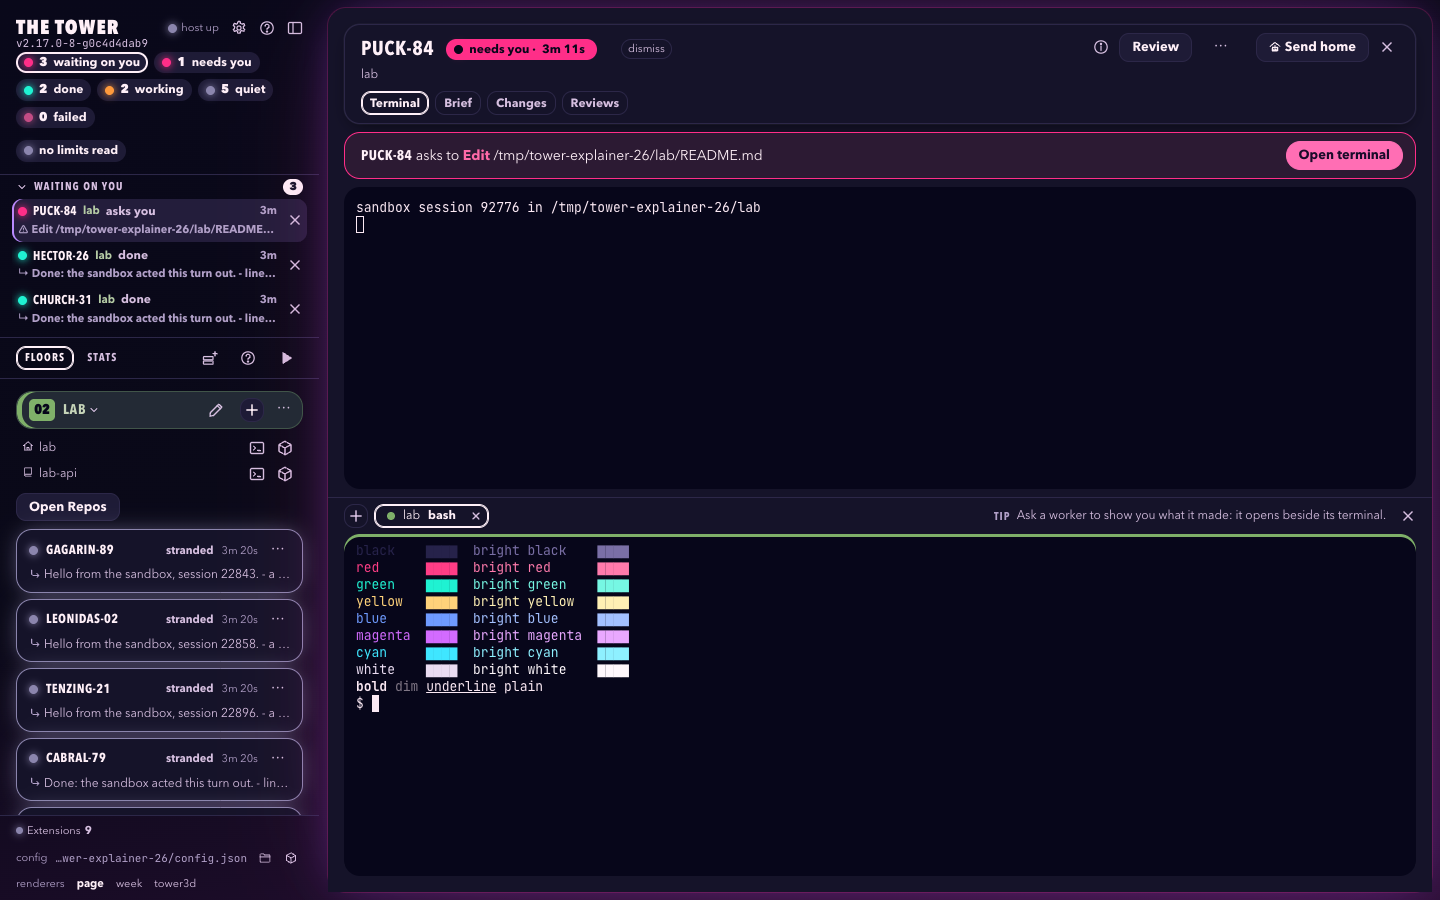 THE TOWER
host up
v2.17.0-8-g0c4d4dab9
3 waiting on you
1 needs you
2 done
2 working
5 quiet
0 failed
no limits read
WAITING ON YOU
3
PUCK-84 lab asks you 3m
Edit /tmp/tower-explainer-26/lab/README...
HECTOR-26 lab done 3m
Done: the sandbox acted this turn out. - line...
CHURCH-31 lab done 3m
Done: the sandbox acted this turn out. - line...
FLOORS STATS
02 LAB
lab
lab-api
Open Repos
GAGARIN-89 stranded 3m 20s
Hello from the sandbox, session 22843. - a ...
LEONIDAS-02 stranded 3m 20s
Hello from the sandbox, session 22858. - a ...
TENZING-21 stranded 3m 20s
Hello from the sandbox, session 22896. - a ...
CABRAL-79 stranded 3m 20s
Done: the sandbox acted this turn out. - lin...
Extensions 9
config ...wer-explainer-26/config.json
renderers page week tower3d
PUCK-84 needs you · 3m 11s dismiss
Review ... Send home
lab
Terminal Brief Changes Reviews
PUCK-84 asks to Edit /tmp/tower-explainer-26/lab/README.md
Open terminal
sandbox session 92776 in /tmp/tower-explainer-26/lab
lab bash
TIP Ask a worker to show you what it made: it opens beside its terminal.
black bright black
red bright red
green bright green
yellow bright yellow
blue bright blue
magenta bright magenta
cyan bright cyan
white bright white
bold dim underline plain
$